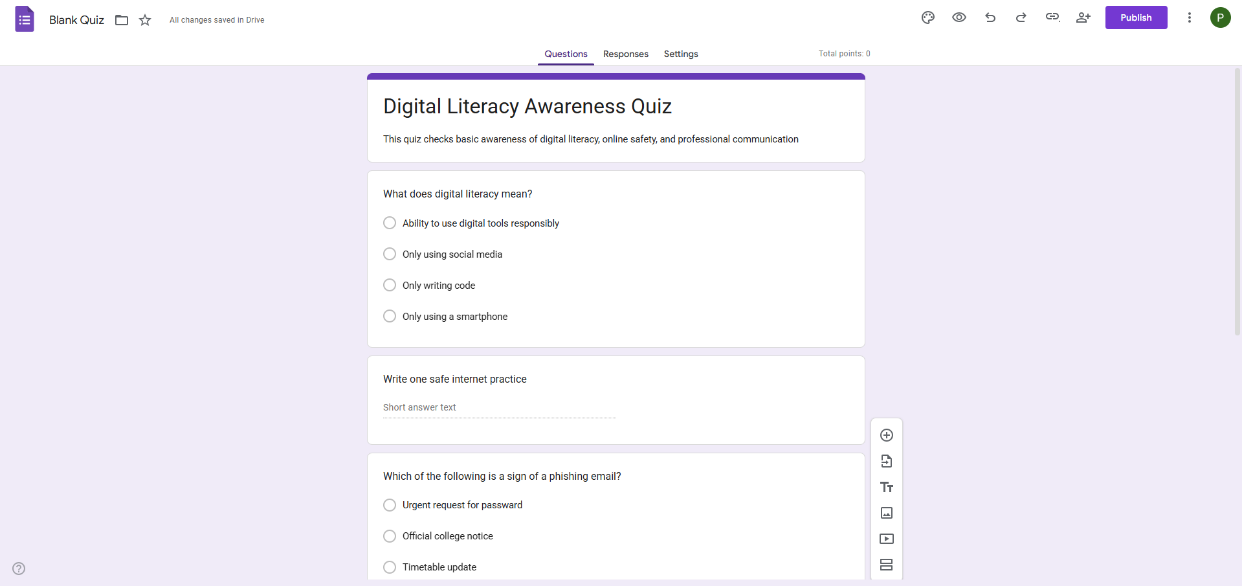 Blank Quiz
All changes saved in Drive
Publish
P
Questions
Responses
Settings
Total points: 0
Digital Literacy Awareness Quiz
This quiz checks basic awareness of digital literacy, online safety, and professional communication
What does digital literacy mean?
Ability to use digital tools responsibly
Only using social media
Only writing code
Only using a smartphone
Write one safe internet practice
Short answer text
Which of the following is a sign of a phishing email?
Urgent request for passward
Official college notice
Timetable update
Tт